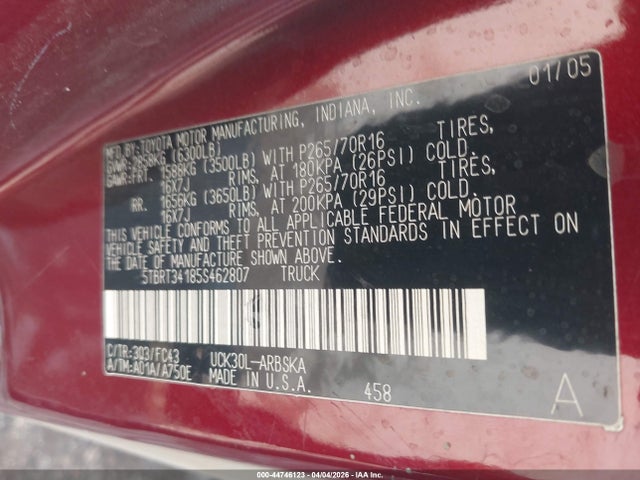 01/05
MFD.BY:TOYOTA MOTOR MANUFACTURING, INDIANA, INC.
GVWR 2858KG (6300LB)
GAWR:FRT. 1588KG (3500LB) WITH P265/70R16 TIRES,
16X7J RIMS, AT 180KPA (26PSI) COLD.
RR. 1656KG (3650LB) WITH P265/70R16 TIRES,
16X7J RIMS, AT 200KPA (29PSI) COLD.
THIS VEHICLE CONFORMS TO ALL APPLICABLE FEDERAL MOTOR
VEHICLE SAFETY AND THEFT PREVENTION STANDARDS IN EFFECT ON
THE DATE OF MANUFACTURE SHOWN ABOVE.
5TBRT34185S462807 TRUCK
C/TR:3Q3/FC43 UCK30L-ARBSKA
A/TM:A01A/A750E MADE IN U.S.A. 458
A
000-44746123 - 04/04/2026 - IAA Inc.